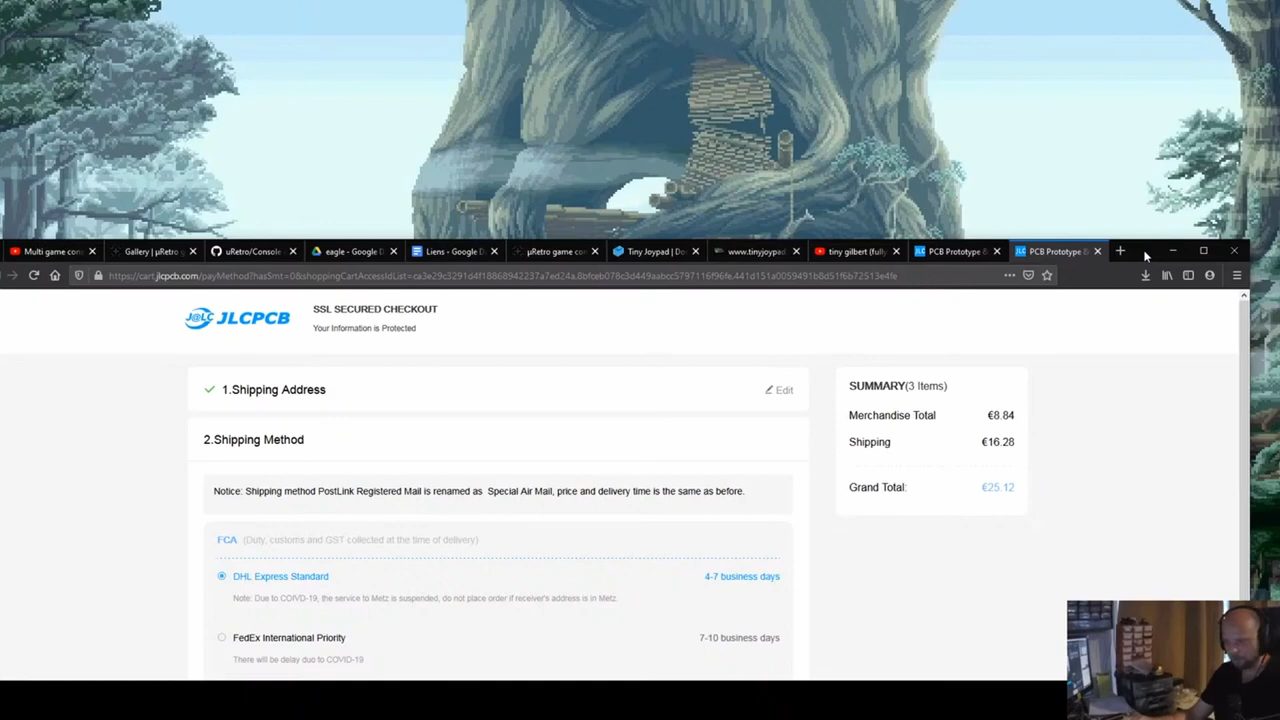 Multi game con
Gallery | µRetro g
uRetro/Console
eagle - Google D
Liens - Google D
µRetro game co
Tiny Joypad | Do
www.tinyjoypad
tiny gilbert (fully
PCB Prototype &
PCB Prototype &
JLCPCB
SSL SECURED CHECKOUT
Your Information is Protected
1.Shipping Address
Edit
2.Shipping Method
Notice: Shipping method PostLink Registered Mail is renamed as Special Air Mail, price and delivery time is the same as before.
FCA (Duty, customs and GST collected at the time of delivery)
DHL Express Standard
4-7 business days
Note: Due to COIVD-19, the service to Metz is suspended, do not place order if receiver's address is in Metz.
FedEx International Priority
7-10 business days
There will be delay duo to COVID-19
SUMMARY(3 Items)
Merchandise Total €8.84
Shipping €16.28
Grand Total: €25.12